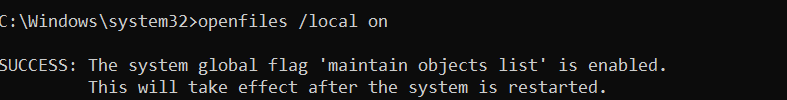 C:\Windows\system32>openfiles /local on
SUCCESS: The system global flag 'maintain objects list' is enabled.
This will take effect after the system is restarted.